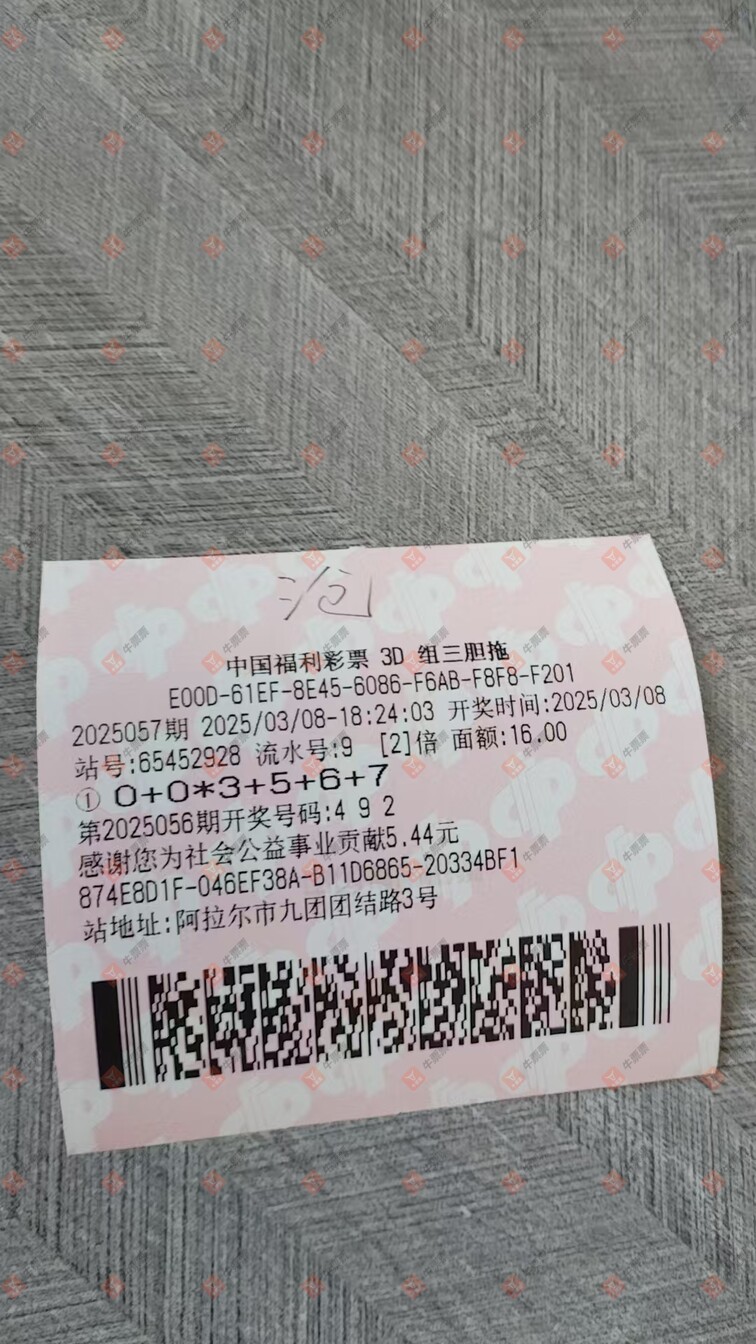 中国福利彩票 3D 组三胆拖
E00D-61EF-8E45-6086-F6AB-F8F8-F201
2025057期 2025/03/08-18:24:03 开奖时间:2025/03/08
站号:65452928 流水号:9 [2]倍 面额:16.00
① 0+0*3+5+6+7
第2025056期开奖号码:4 9 2
感谢您为社会公益事业贡献5.44元
874E8D1F-046EF38A-B11D6865-20334BF1
站地址:阿拉尔市九团团结路3号
牛票票